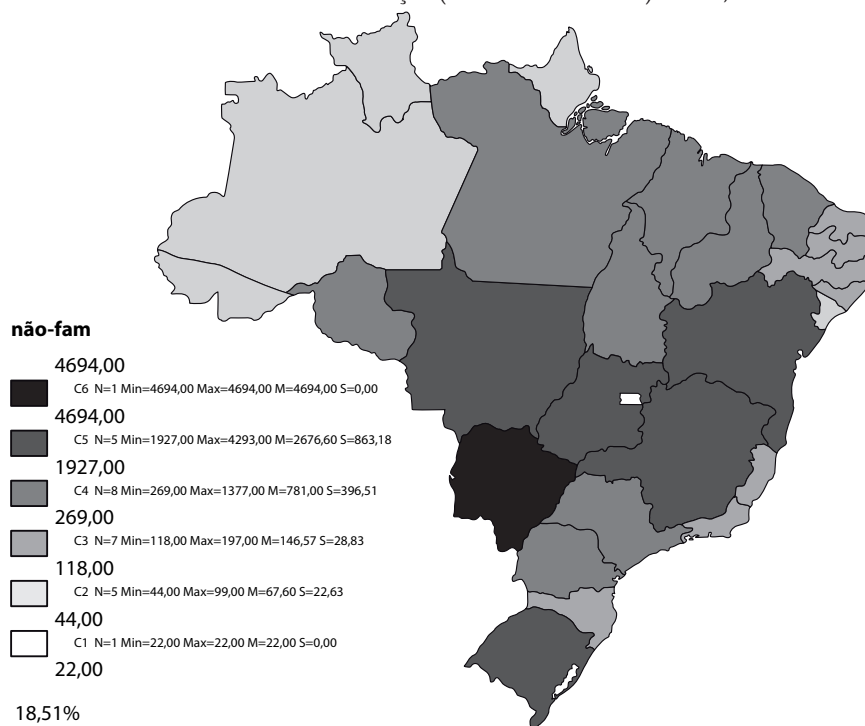 não-fam
4694,00
C6 N=1 Min=4694,00 Max=4694,00 M=4694,00 S=0,00
4694,00
C5 N=5 Min=1927,00 Max=4293,00 M=2676,60 S=863,18
1927,00
C4 N=8 Min=269,00 Max=1377,00 M=781,00 S=396,51
269,00
C3 N=7 Min=118,00 Max=197,00 M=146,57 S=28,83
118,00
C2 N=5 Min=44,00 Max=99,00 M=67,60 S=22,63
44,00
C1 N=1 Min=22,00 Max=22,00 M=22,00 S=0,00
22,00
18,51%